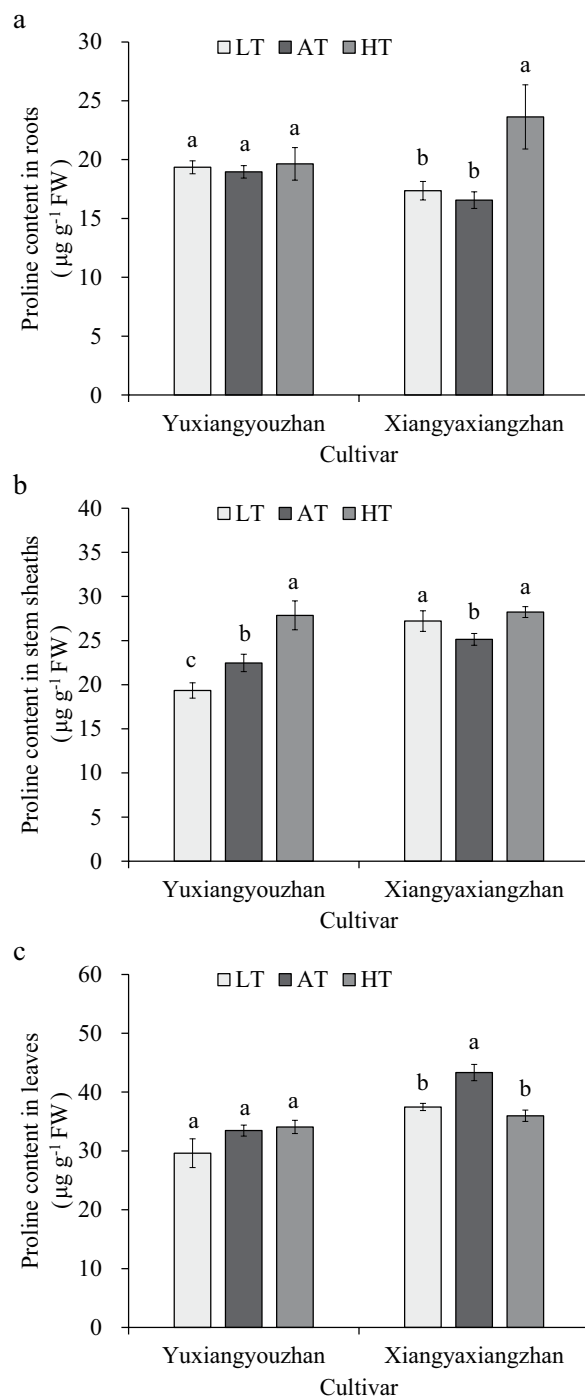 a
30
LT AT HT
25
20
15
10
5
0
a a a b b a
Proline content in roots
(μg g-1 FW)
Yuxiangyouzhan Xiangyaxiangzhan
Cultivar
b
40
LT AT HT
35
30
25
20
15
10
5
0
c b a a b a
Proline content in stem sheaths
(μg g-1 FW)
Yuxiangyouzhan Xiangyaxiangzhan
Cultivar
c
60
LT AT HT
50
40
30
20
10
0
a a a b a b
Proline content in leaves
(μg g-1 FW)
Yuxiangyouzhan Xiangyaxiangzhan
Cultivar